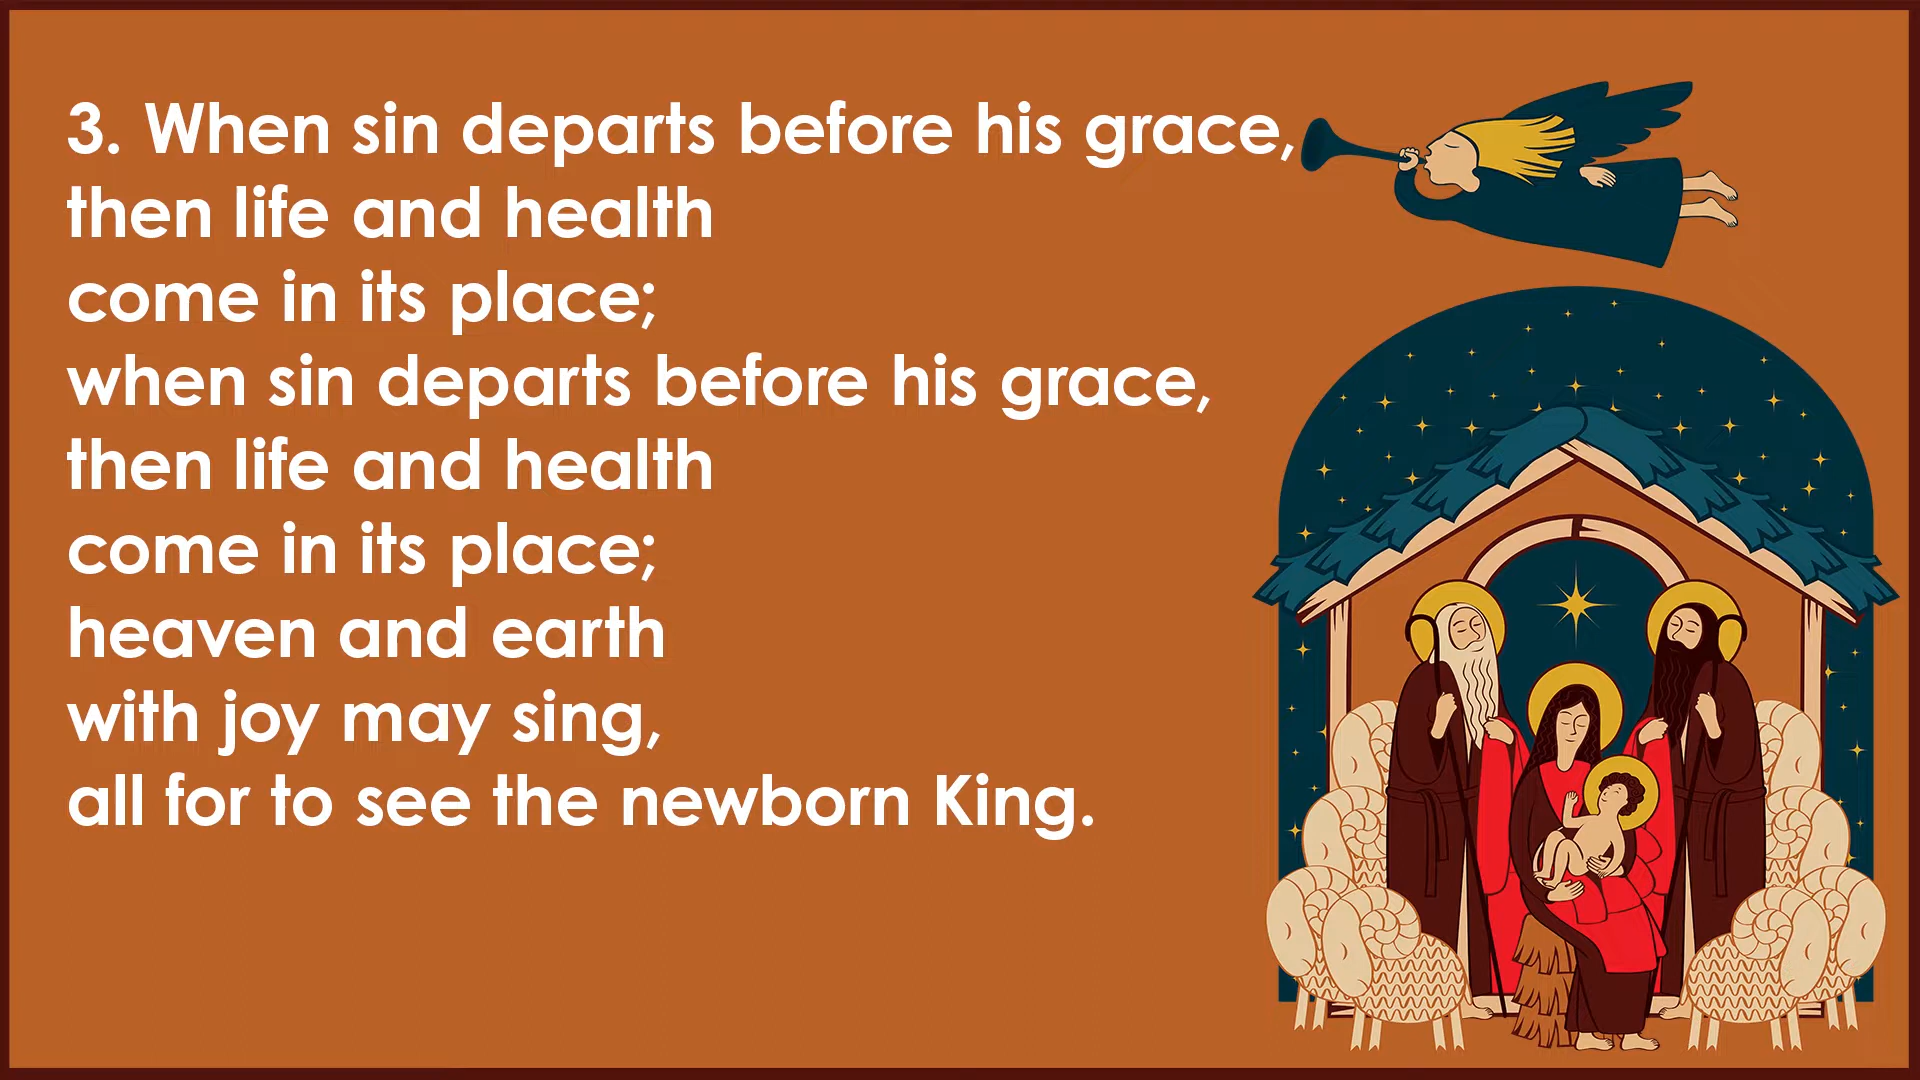 3. When sin departs before his grace,
then life and health
come in its place;
when sin departs before his grace,
then life and health
come in its place;
heaven and earth
with joy may sing,
all for to see the newborn King.